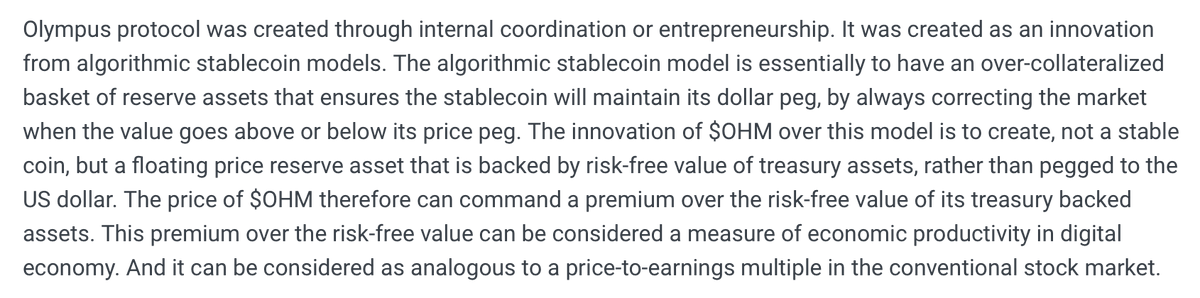 Olympus protocol was created through internal coordination or entrepreneurship. It was created as an innovation
from algorithmic stablecoin models. The algorithmic stablecoin model is essentially to have an over-collateralized
basket of reserve assets that ensures the stablecoin will maintain its dollar peg, by always correcting the market
when the value goes above or below its price peg. The innovation of $OHM over this model is to create, not a stable
coin, but a floating price reserve asset that is backed by risk-free value of treasury assets, rather than pegged to the
US dollar. The price of $OHM therefore can command a premium over the risk-free value of its treasury backed
assets. This premium over the risk-free value can be considered a measure of economic productivity in digital
economy. And it can be considered as analogous to a price-to-earnings multiple in the conventional stock market.